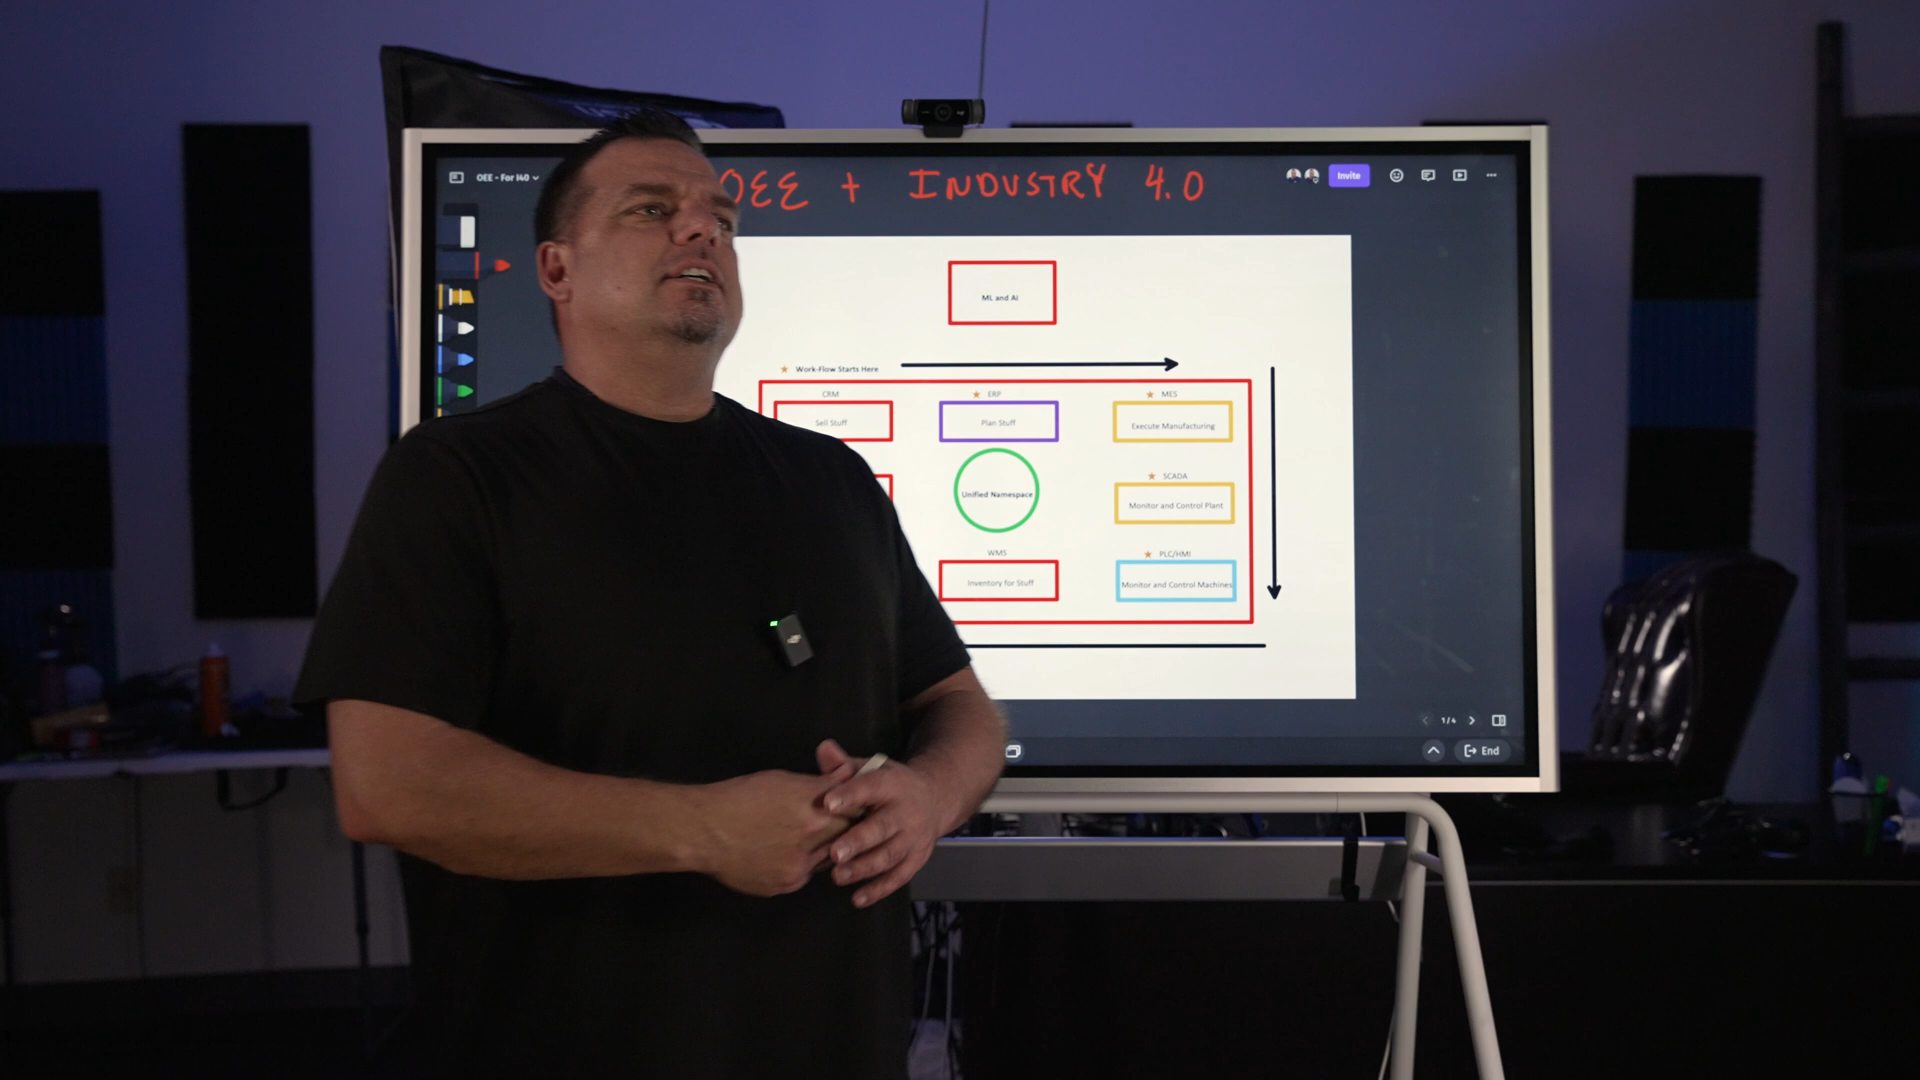 OEE - For I40
OEE + INDUSTRY 4.0
Invite
ML and AI
Work-Flow Starts Here
CRM
ERP
MES
Sell Stuff
Plan Stuff
Execute Manufacturing
SCADA
Unified Namespace
Monitor and Control Plant
WMS
PLC/HMI
Inventory for Stuff
Monitor and Control Machines
1/4
End